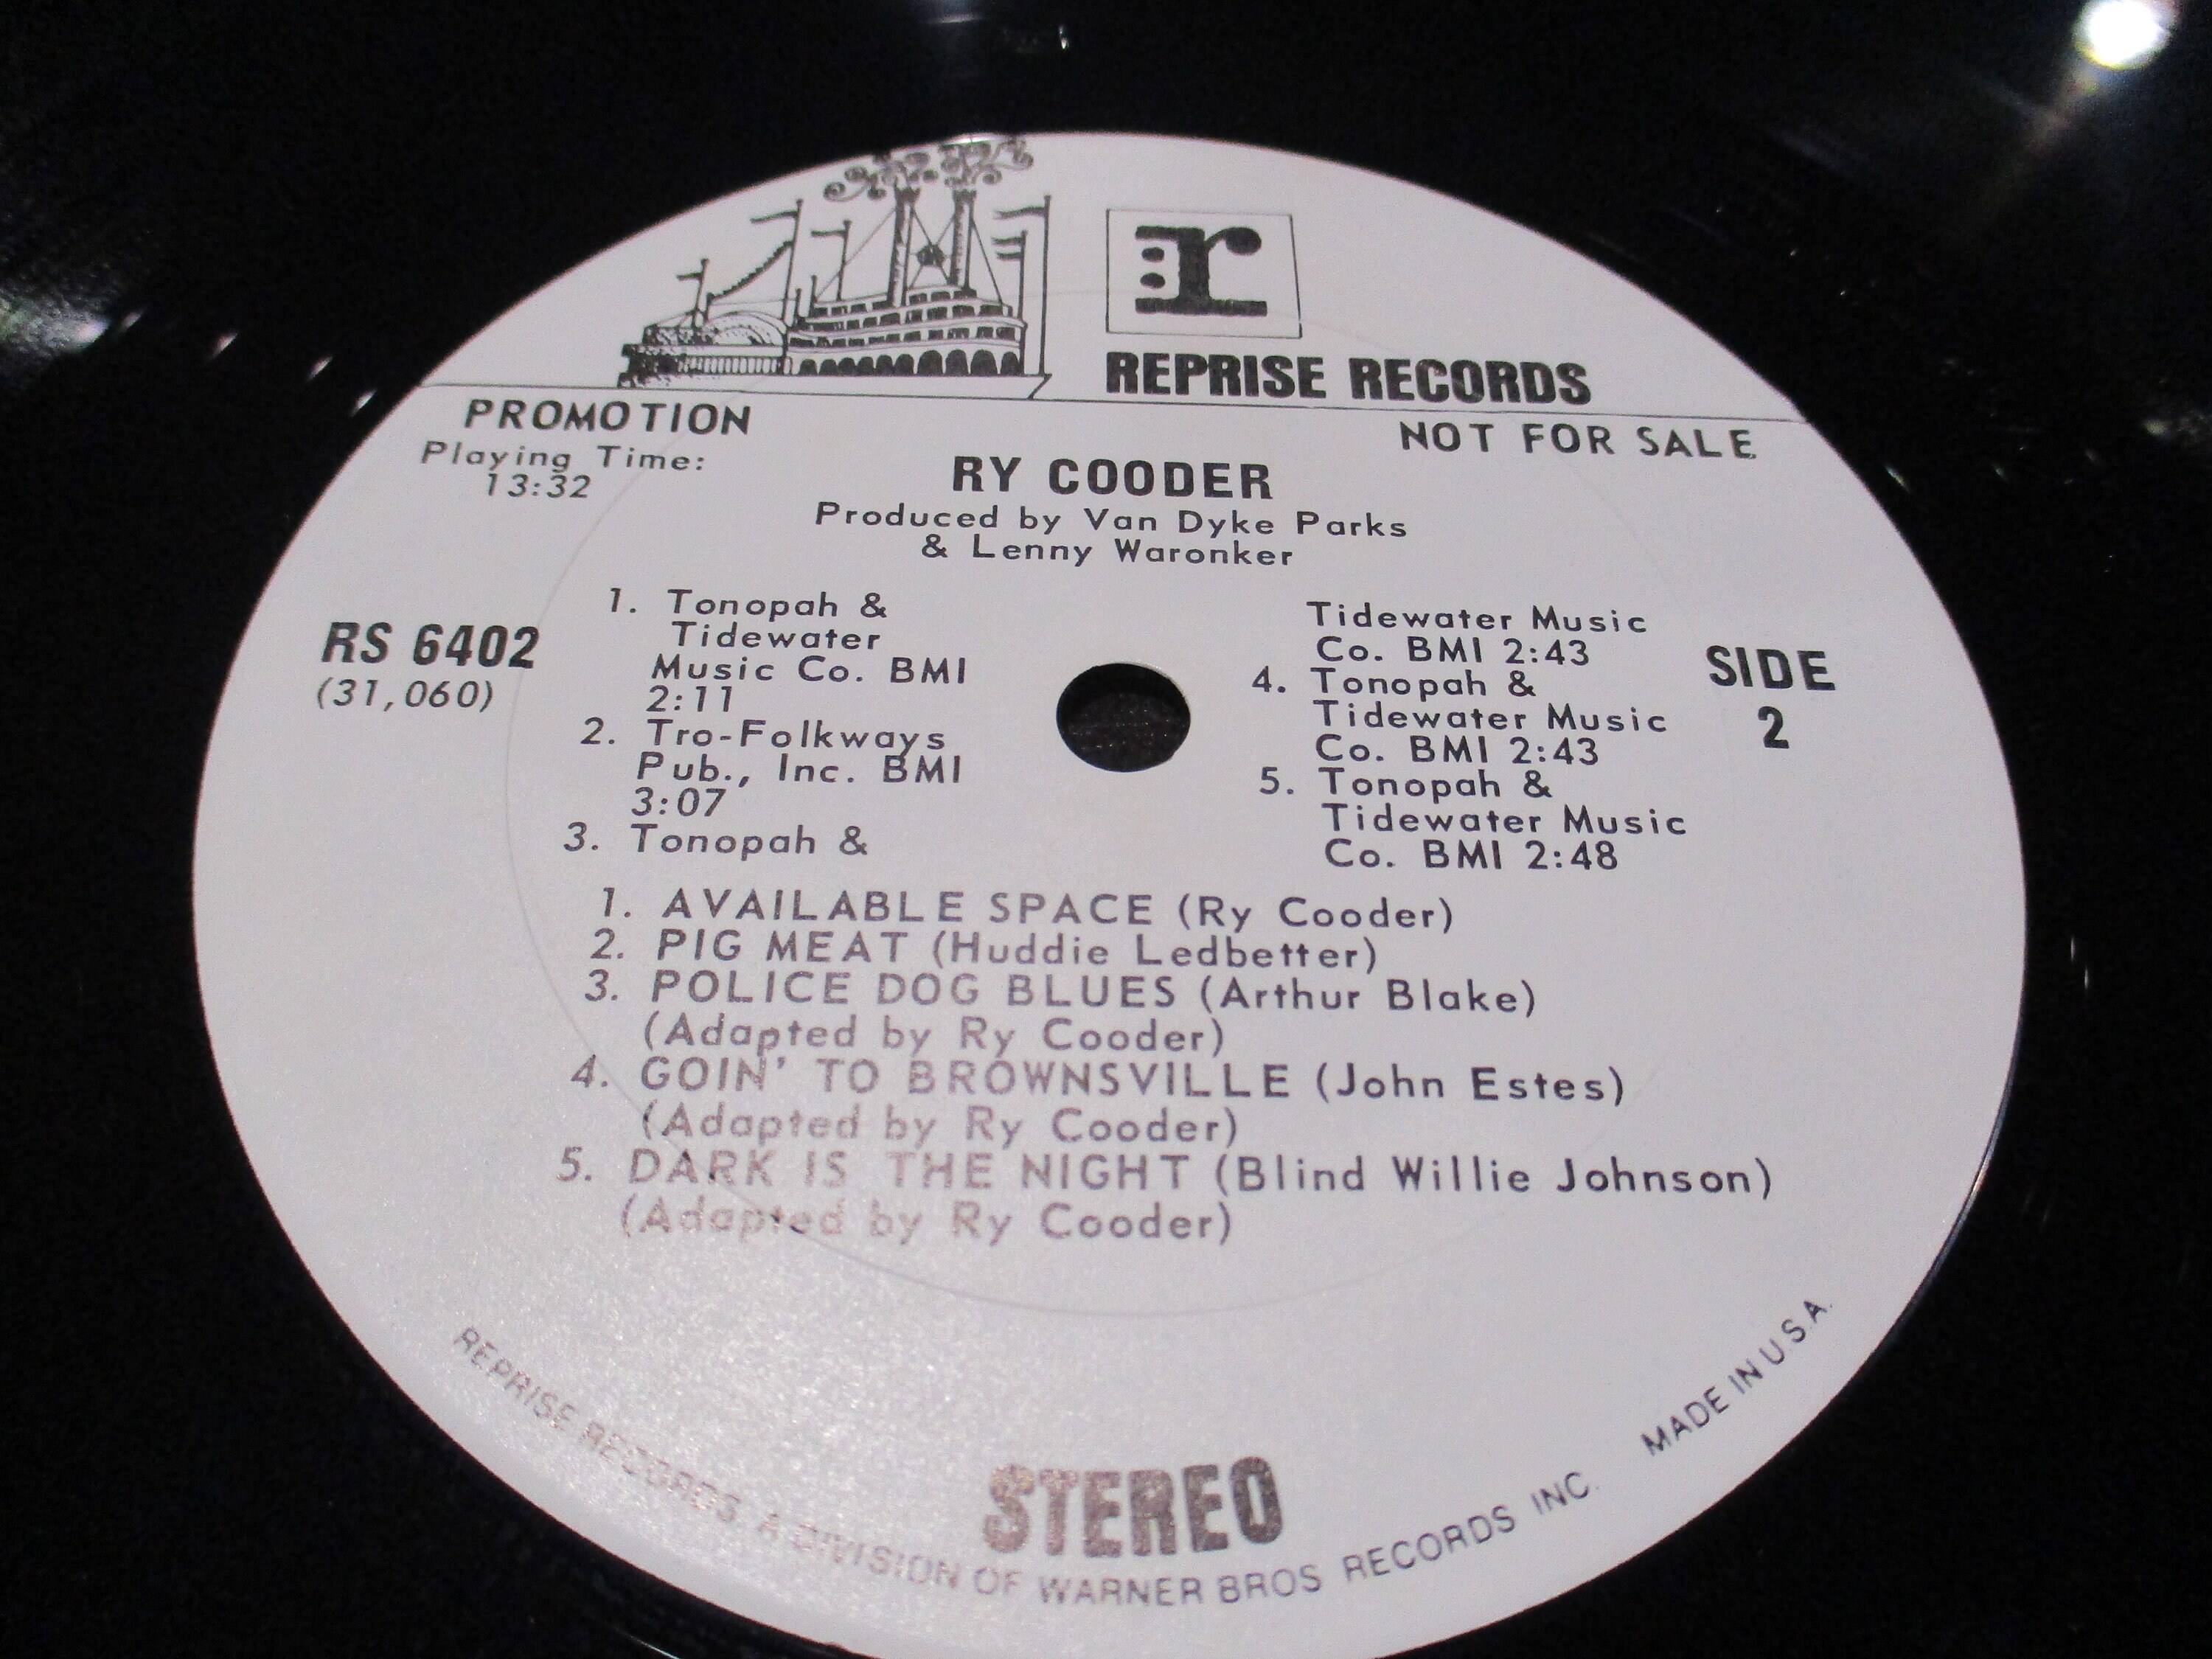 r
REPRISE RECORDS
PROMOTION
NOT FOR SALE
Playing Time:
13:32
RY COODER
Produced by Van Dyke Parks
& Lenny Waronker
RS 6402
(31,060)
SIDE
2
1. Tonopah &
Tidewater
Music Co. BMI
2:11
2. Tro-Folkways
Pub., Inc. BMI
3:07
3. Tonopah &
Tidewater Music
Co. BMI 2:43
4. Tonopah &
Tidewater Music
Co. BMI 2:43
5. Tonopah &
Tidewater Music
Co. BMI 2:48
1. AVAILABLE SPACE (Ry Cooder)
2. PIG MEAT (Huddie Ledbetter)
3. POLICE DOG BLUES (Arthur Blake)
(Adapted by Ry Cooder)
4. GOIN' TO BROWNSVILLE (John Estes)
(Adapted by Ry Cooder)
5. DARK IS THE NIGHT (Blind Willie Johnson)
(Adapted by Ry Cooder)
STEREO
REPRISE RECORDS, A DIVISION OF WARNER BROS RECORDS INC. MADE IN U.S.A.